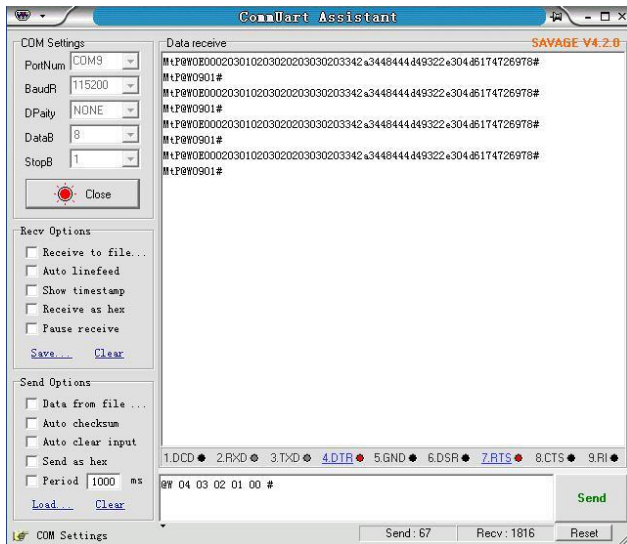 CommUart Assistant
COM Settings
PortNum COM9
BaudR 115200
DPaity NONE
DataB 8
StopB 1
Close
Recv Options
Receive to file...
Auto linefeed
Show timestamp
Receive as hex
Pause receive
Save... Clear
Send Options
Data from file ...
Auto checksum
Auto clear input
Send as hex
Period 1000 ms
Load... Clear
COM Settings
Data receive SAVAGE V4.2.0
MtP@W0E000203010203020203030203342a3448444d49322e304d6174726978#
MtP@W0901#
MtP@W0E000203010203020203030203342a3448444d49322e304d6174726978#
MtP@W0901#
MtP@W0E000203010203020203030203342a3448444d49322e304d6174726978#
MtP@W0901#
MtP@W0E000203010203020203030203342a3448444d49322e304d6174726978#
MtP@W0901#
1.DCD 2.RXD 3.TXD 4.DTR 5.GND 6.DSR 7.RTS 8.CTS 9.RI
@W 04 03 02 01 00 #
Send
Send : 67 Recv : 1816 Reset